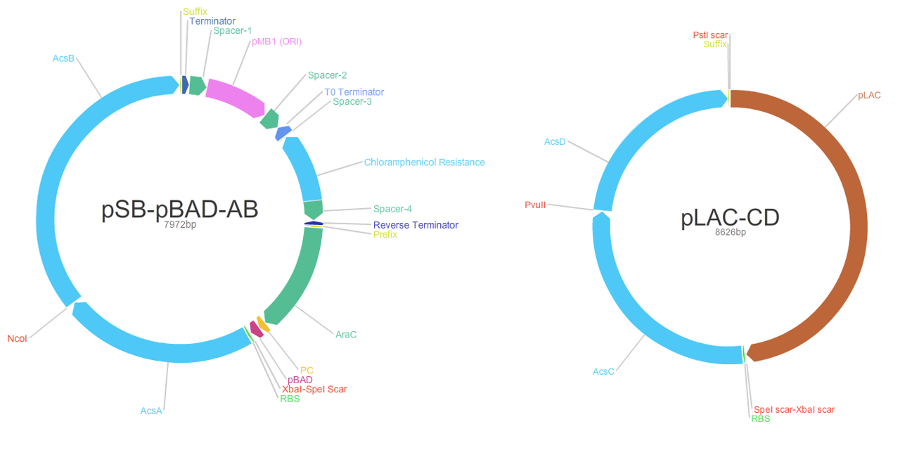 Suffix
Terminator
Spacer-1
pMB1 (ORI)
AcsB
Spacer-2
T0 Terminator
Spacer-3
Chloramphenicol Resistance
pSB-pBAD-AB
7972bp
Spacer-4
Reverse Terminator
Prefix
NcoI
AraC
PC
pBAD
XbaI-SpeI Scar
RBS
AcsA
PstI scar
Suffix
pLAC
AcsD
PvuII
pLAC-CD
8626bp
AcsC
SpeI scar-XbaI scar
RBS